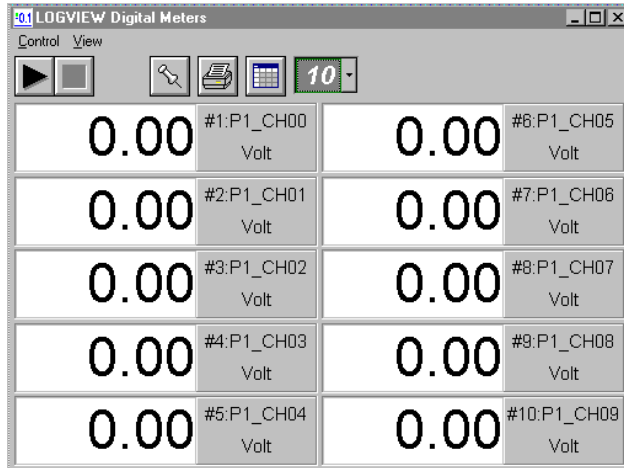 LOGVIEW Digital Meters
Control View
10
0.00 #1:P1_CH00
Volt
0.00 #6:P1_CH05
Volt
0.00 #2:P1_CH01
Volt
0.00 #7:P1_CH06
Volt
0.00 #3:P1_CH02
Volt
0.00 #8:P1_CH07
Volt
0.00 #4:P1_CH03
Volt
0.00 #9:P1_CH08
Volt
0.00 #5:P1_CH04
Volt
0.00 #10:P1_CH09
Volt